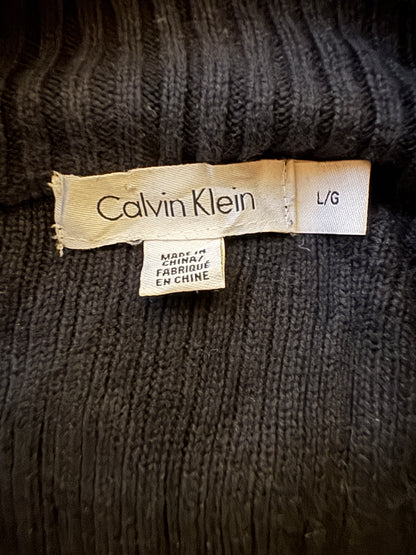 Calvin Klein
L/G
MADE IN
CHINA/
FABRIQUÉ
EN CHINE